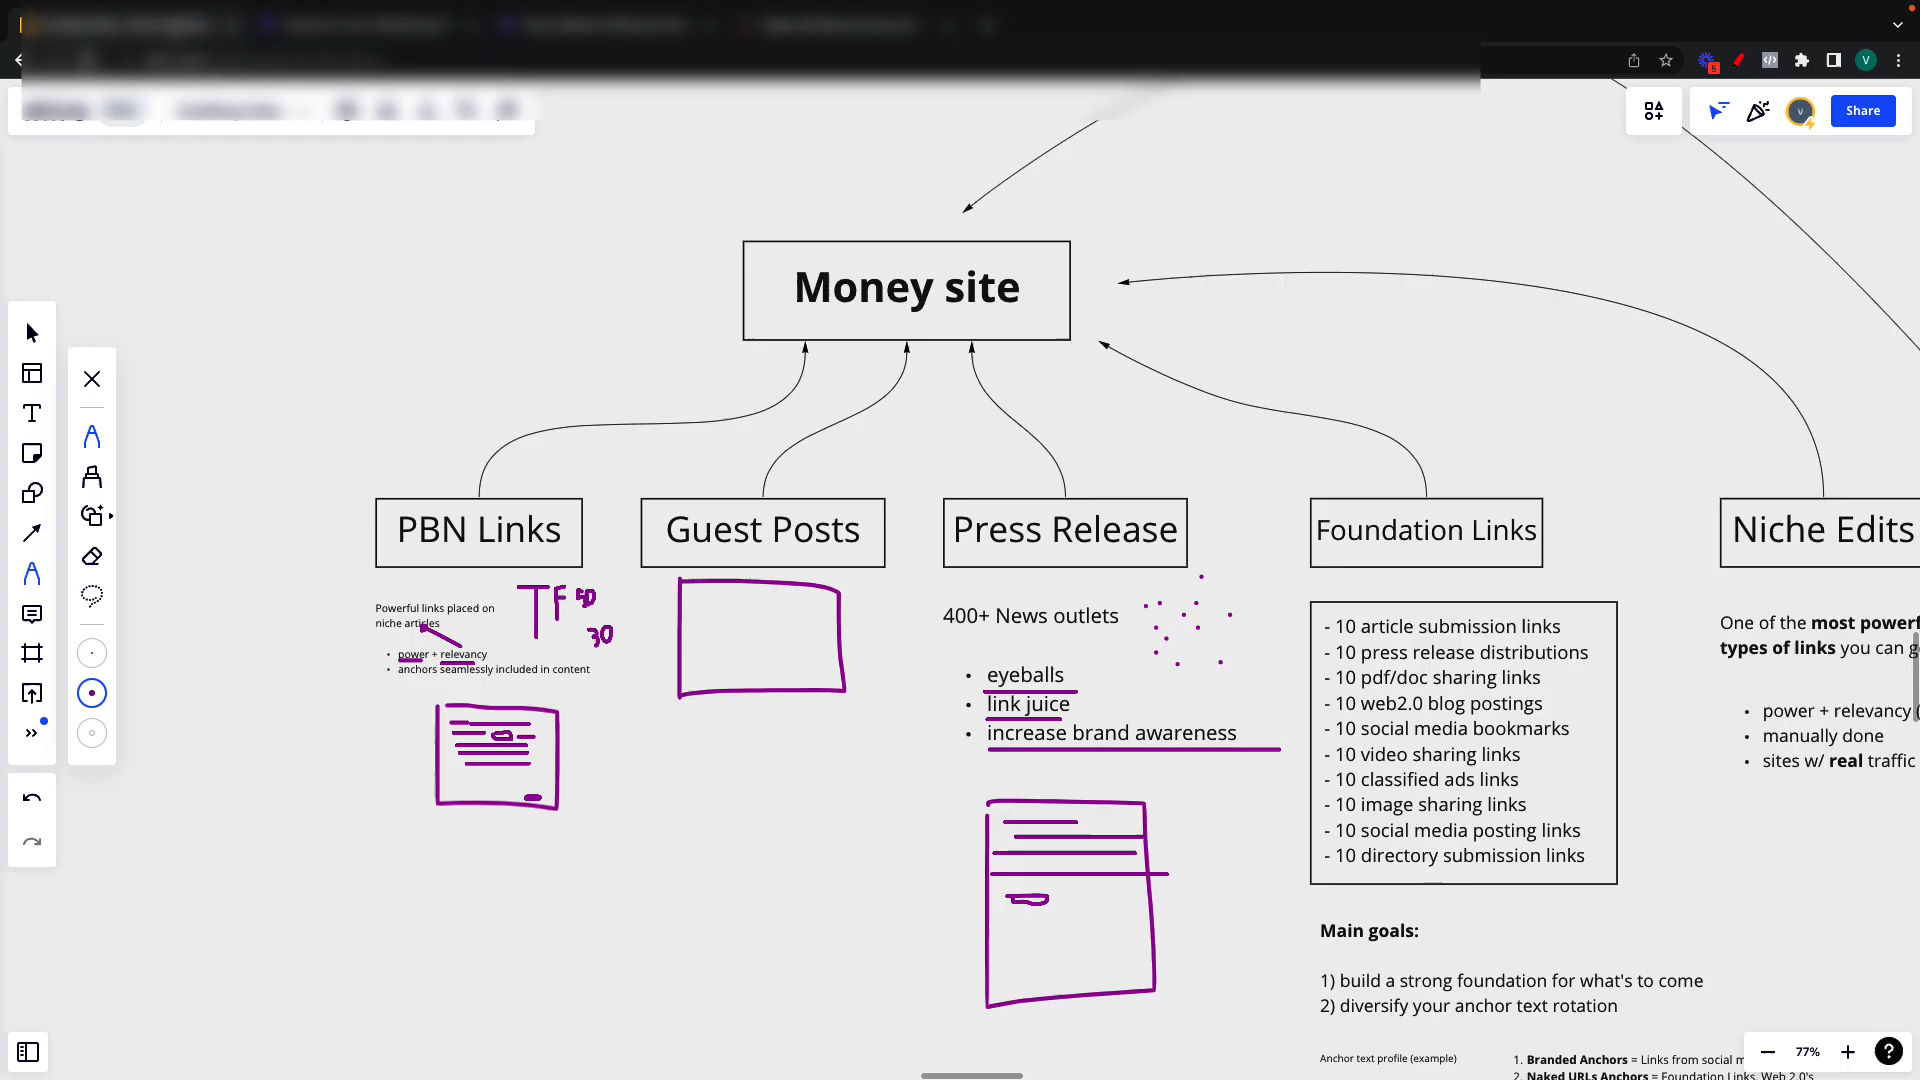 5
V
V
Share
Money site
PBN Links
Guest Posts
Press Release
Foundation Links
Niche Edits
Powerful links placed on
niche articles
• power + relevancy
• anchors seamlessly included in content
TF
30
400+ News outlets
• eyeballs
• link juice
• increase brand awareness
- 10 article submission links
- 10 press release distributions
- 10 pdf/doc sharing links
- 10 web2.0 blog postings
- 10 social media bookmarks
- 10 video sharing links
- 10 classified ads links
- 10 image sharing links
- 10 social media posting links
- 10 directory submission links
One of the most powerf
types of links you can g
• power + relevancy (
• manually done
• sites w/ real traffic
Main goals:
1) build a strong foundation for what's to come
2) diversify your anchor text rotation
Anchor text profile (example)
1. Branded Anchors = Links from social m
2. Naked URLs Anchors = Foundation Links, Web 2.0's
77%
?